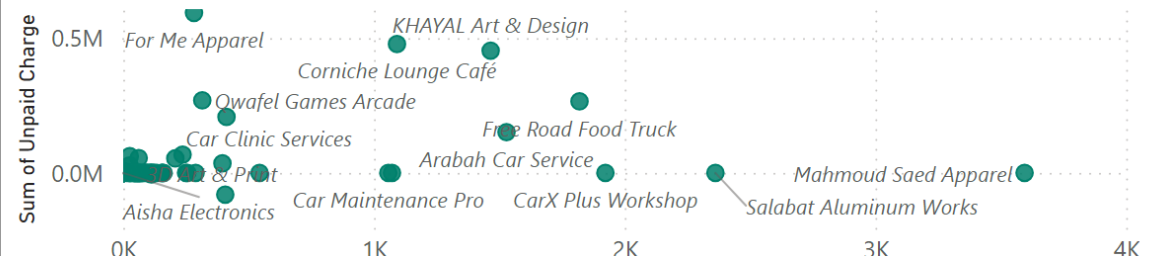 Sum of Unpaid Charge
0.5M
0.0M
KHAYAL Art & Design
For Me Apparel
Corniche Lounge Café
Qwafel Games Arcade
Free Road Food Truck
Car Clinic Services
Arabah Car Service
Art & Print
Mahmoud Saed Apparel
Car Maintenance Pro
CarX Plus Workshop
Salabat Aluminum Works
Aisha Electronics
0K
1K
2K
3K
4K